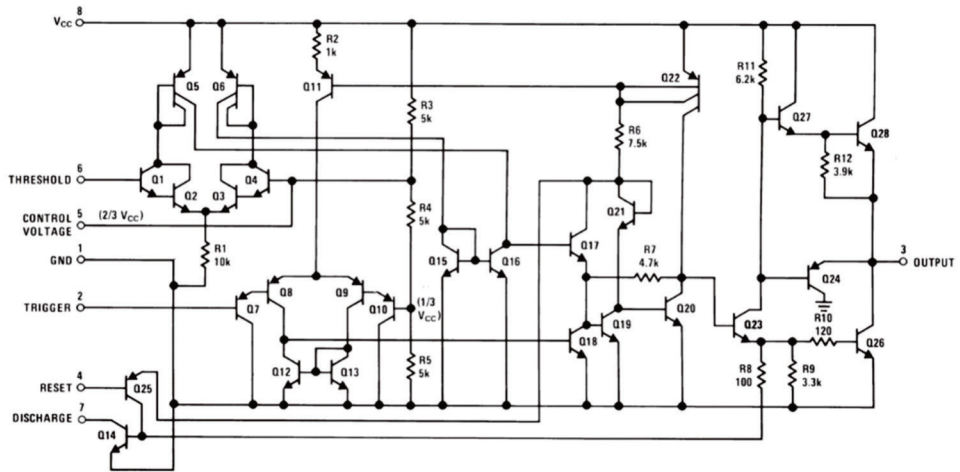 8
VCC
R2
1k
Q5
Q6
Q11
R3
5k
R6
7.5k
Q22
R11
6.2k
Q27
Q28
R12
3.9k
6
THRESHOLD
Q1
Q2
Q3
Q4
CONTROL
VOLTAGE
5
(2/3 VCC)
R4
5k
R1
10k
1
GND
Q15
Q16
Q17
Q21
R7
4.7k
3
OUTPUT
Q24
2
TRIGGER
Q7
Q8
Q9
Q10
(1/3
VCC)
Q18
Q19
Q20
Q23
R10
120
Q26
Q12
Q13
R5
5k
R8
100
R9
3.3k
4
RESET
Q25
7
DISCHARGE
Q14